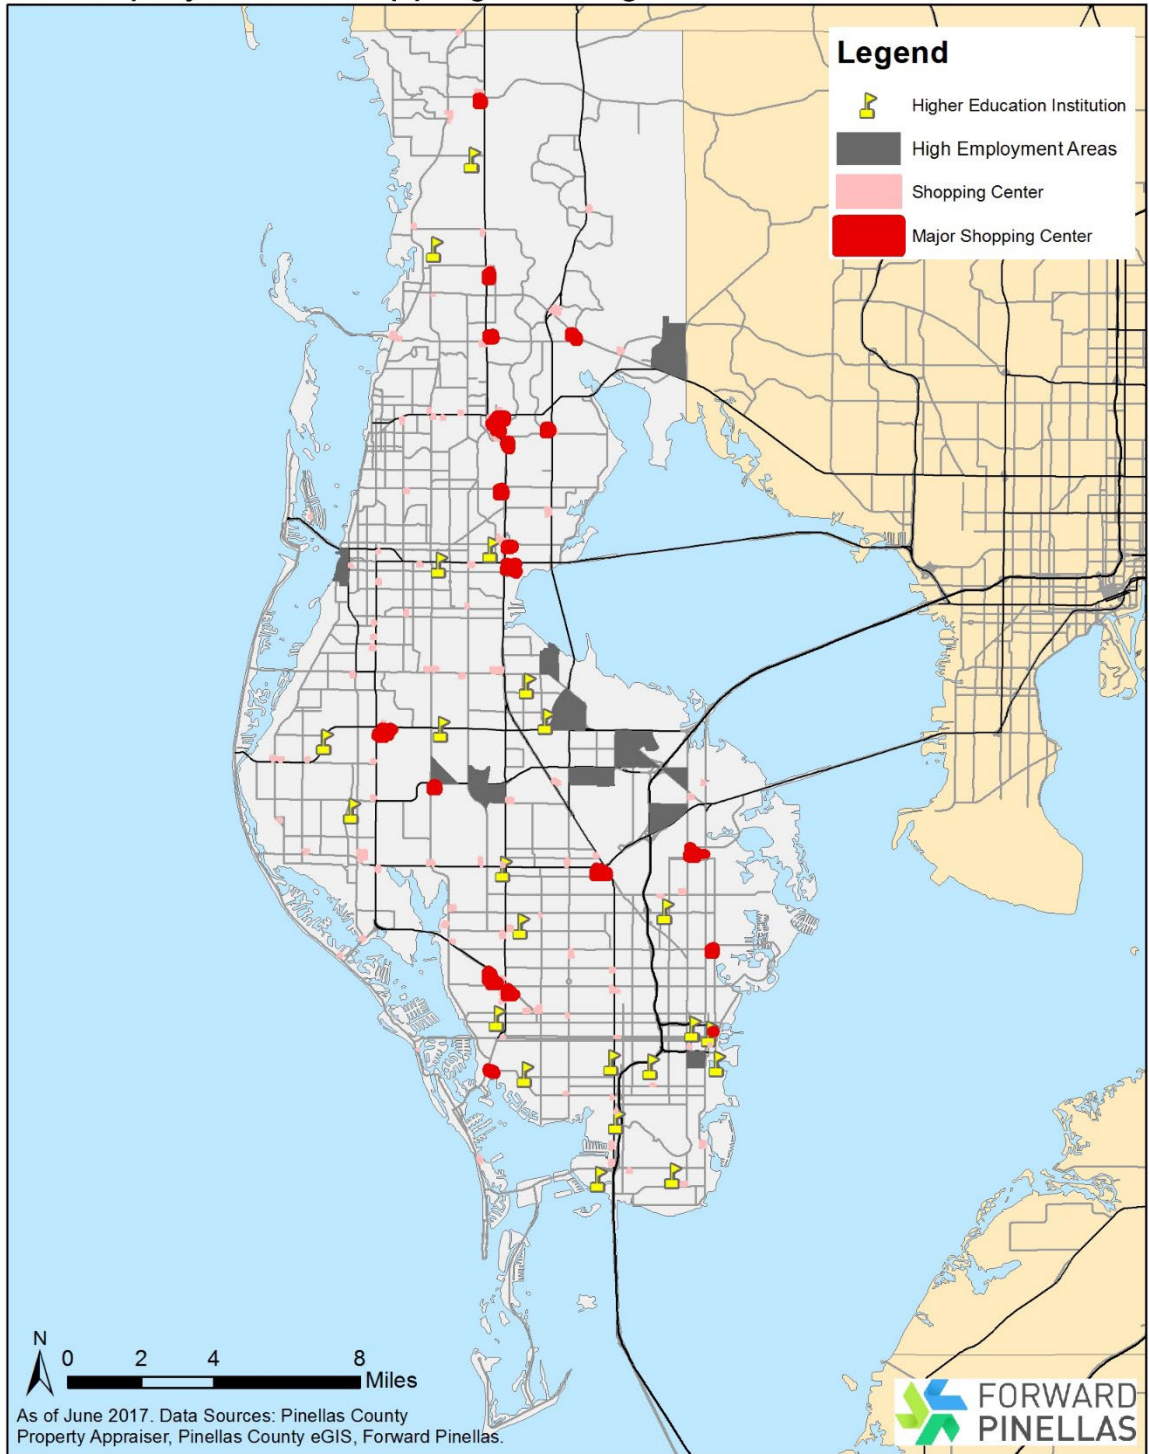 Legend
Higher Education Institution
High Employment Areas
Shopping Center
Major Shopping Center
N
0 2 4 8
Miles
As of June 2017. Data Sources: Pinellas County
Property Appraiser, Pinellas County eGIS, Forward Pinellas.
FORWARD
PINELLAS